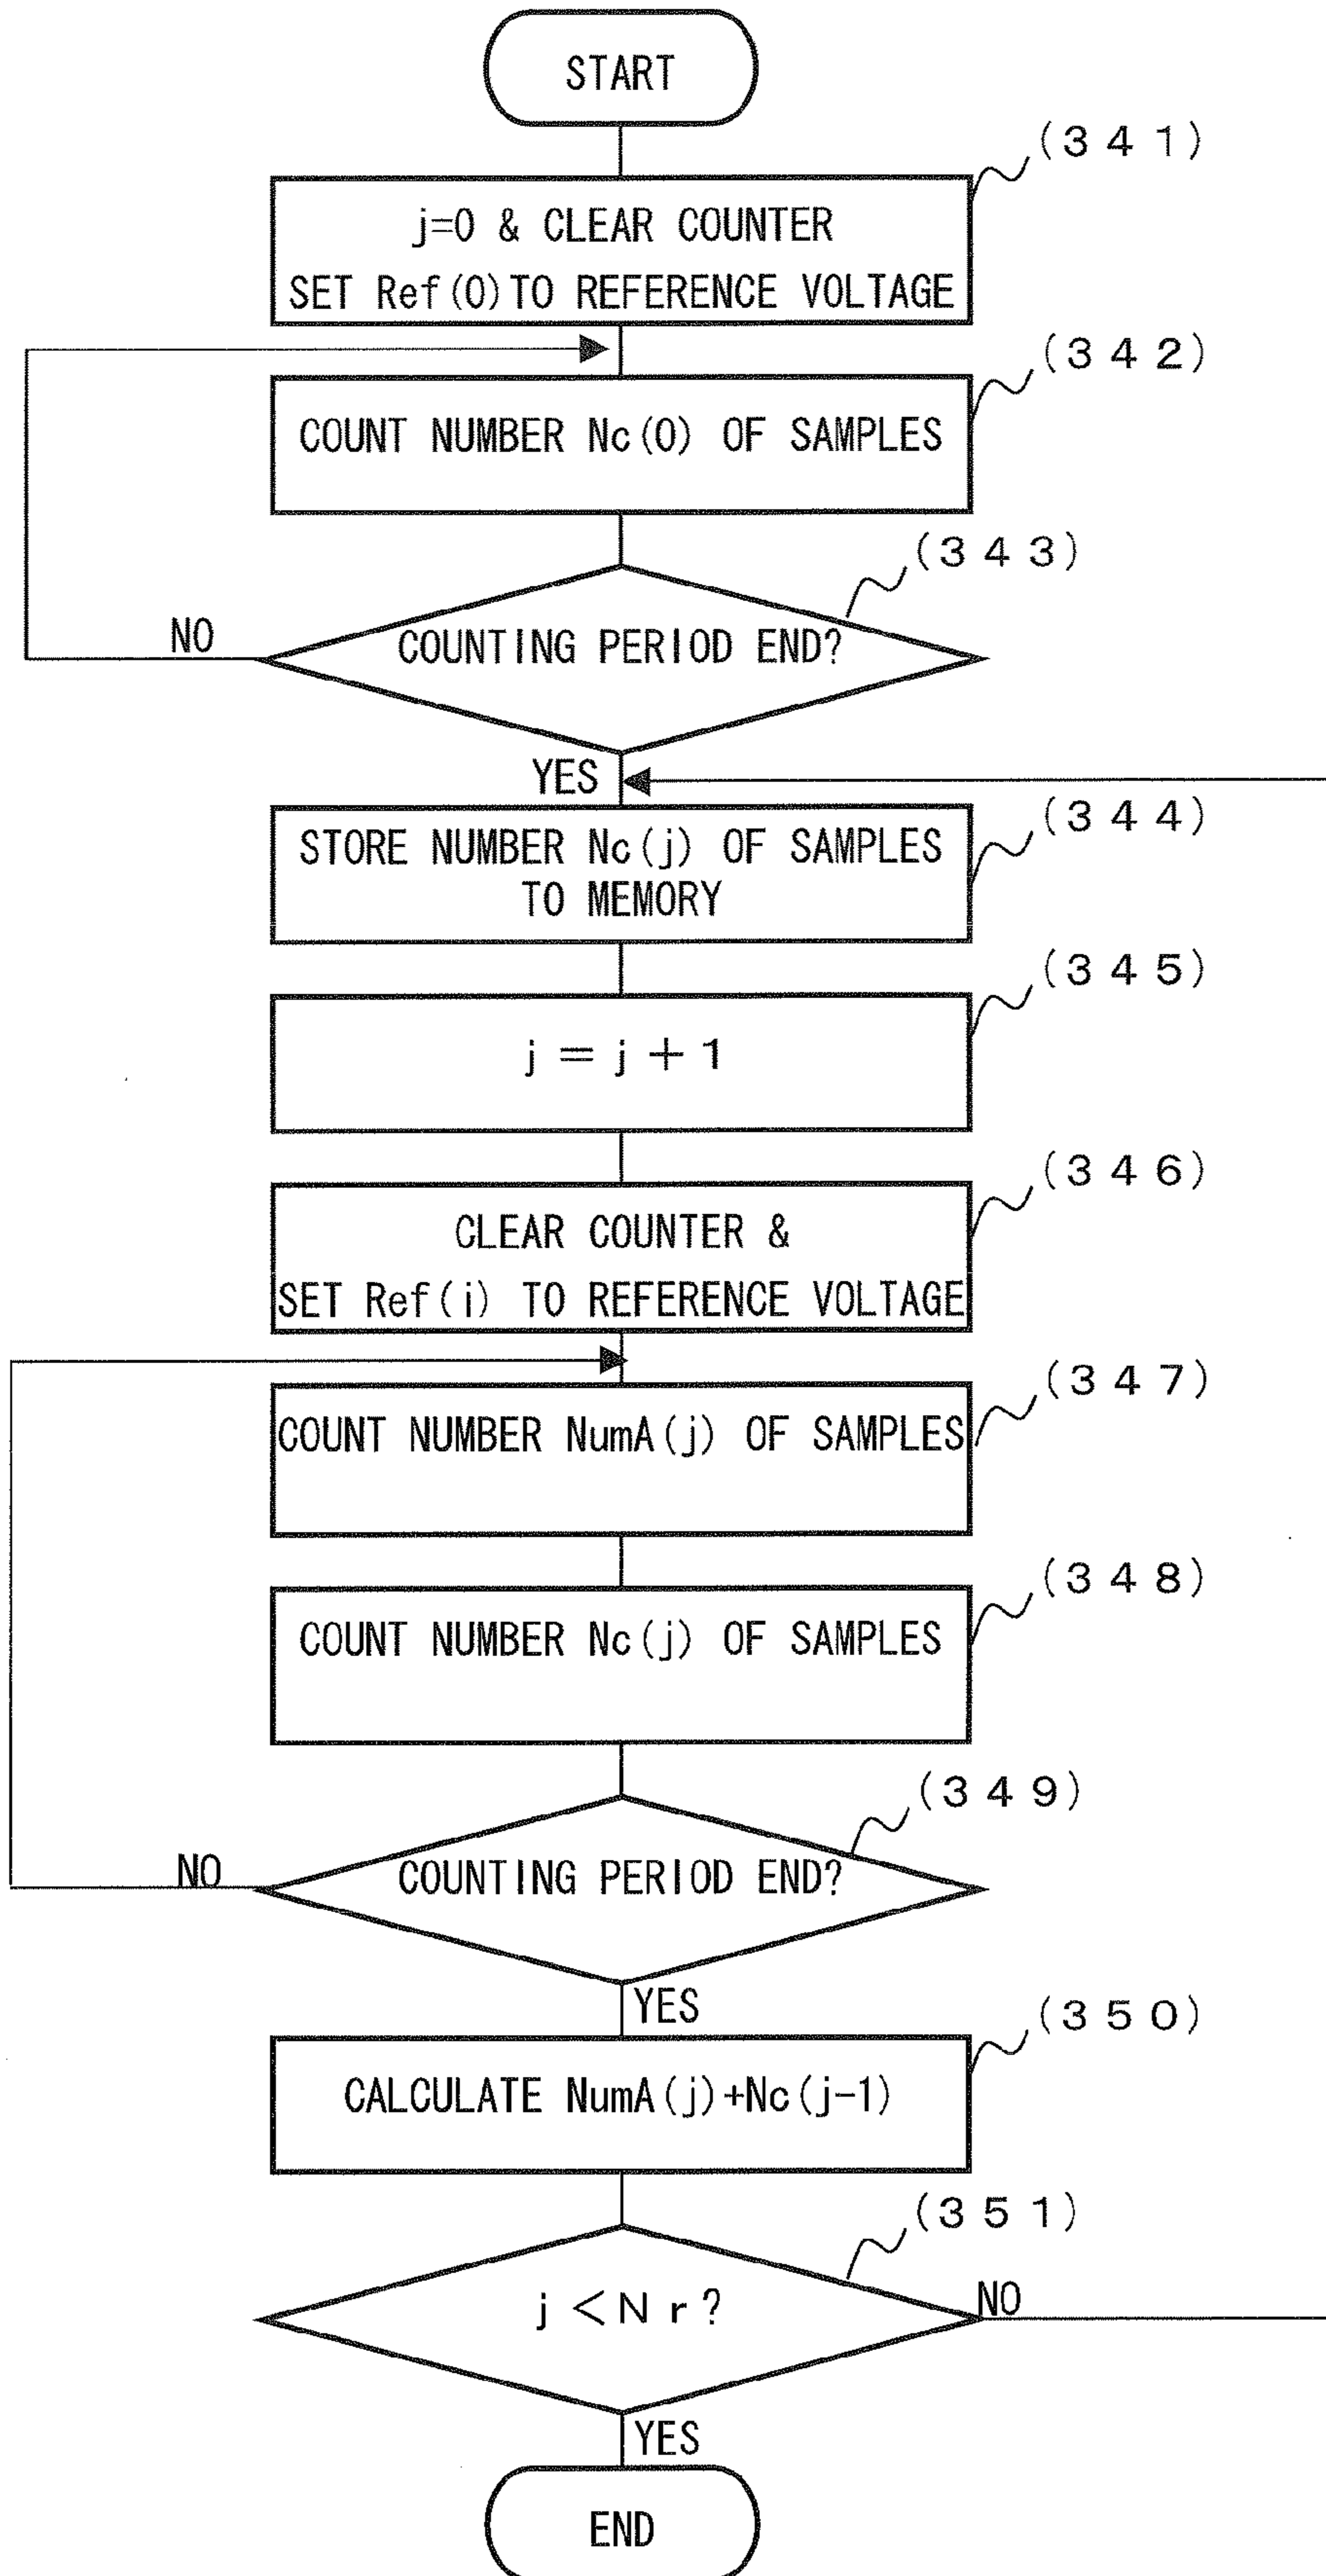 START
(341)
j=0 & CLEAR COUNTER
SET Ref(0)TO REFERENCE VOLTAGE
(342)
COUNT NUMBER Nc(0) OF SAMPLES
(343)
COUNTING PERIOD END?
NO
YES
(344)
STORE NUMBER Nc(j) OF SAMPLES
TO MEMORY
(345)
j = j + 1
(346)
CLEAR COUNTER &
SET Ref(i) TO REFERENCE VOLTAGE
(347)
COUNT NUMBER NumA(j) OF SAMPLES
(348)
COUNT NUMBER Nc(j) OF SAMPLES
(349)
COUNTING PERIOD END?
NO
YES
(350)
CALCULATE NumA(j)+Nc(j-1)
(351)
j < N r ?
NO
YES
END